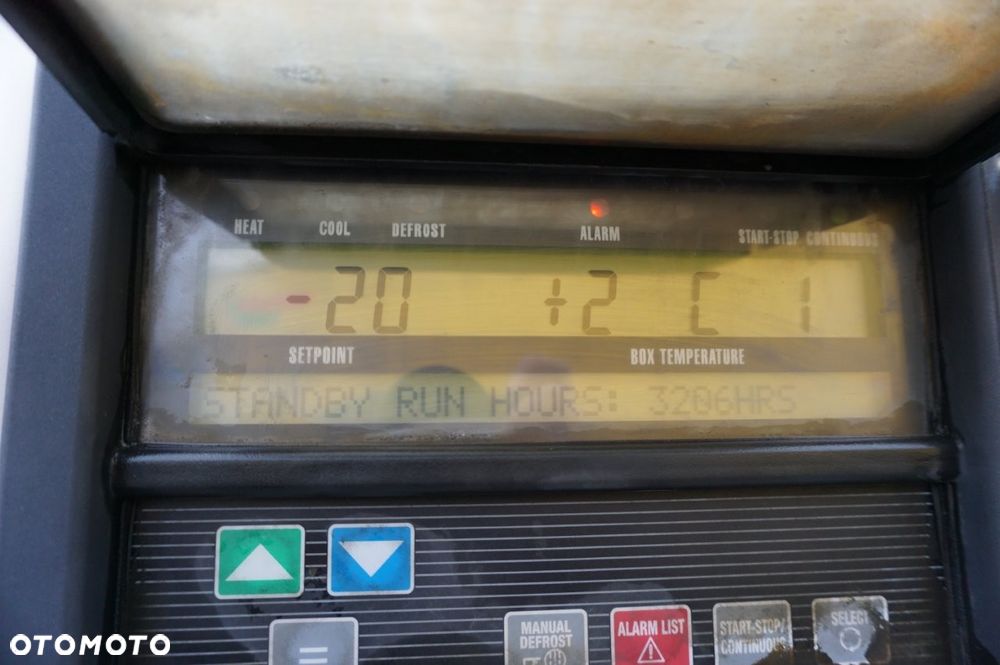 HEAT COOL DEFROST ALARM START-STOP CONTINUOUS
-20 +2 C 1
SETPOINT BOX TEMPERATURE
STANDBY RUN HOURS: 3206HRS
MANUAL DEFROST
ALARM LIST
START-STOP/ CONTINUOUS
SELECT
=
OTOMOTO